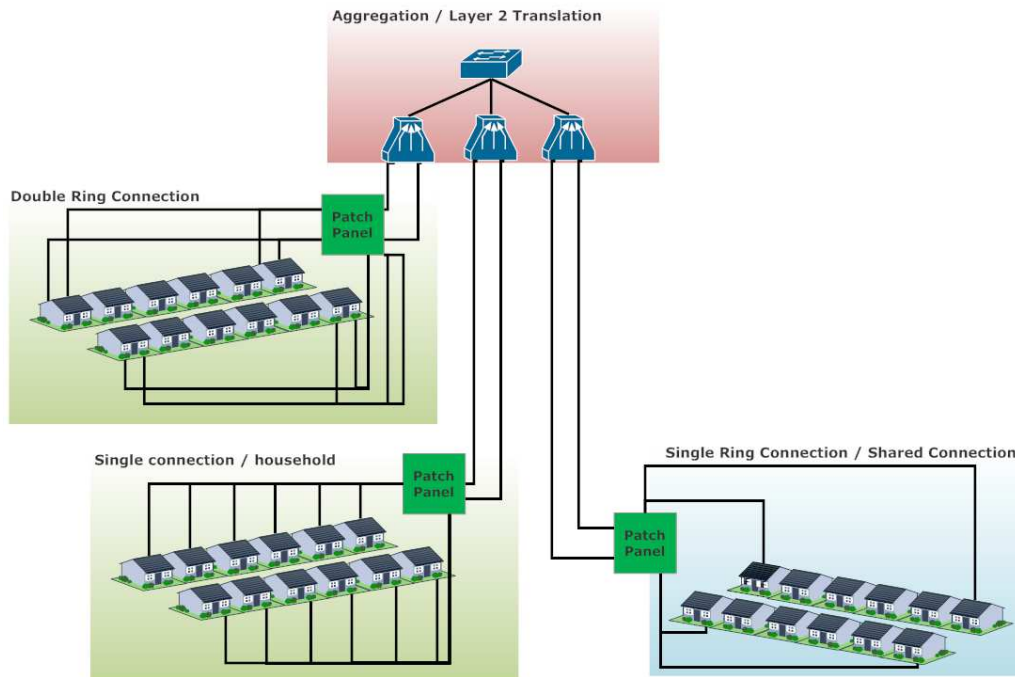 Aggregation / Layer 2 Translation
Double Ring Connection
Patch
Panel
Single connection / household
Patch
Panel
Single Ring Connection / Shared Connection
Patch
Panel